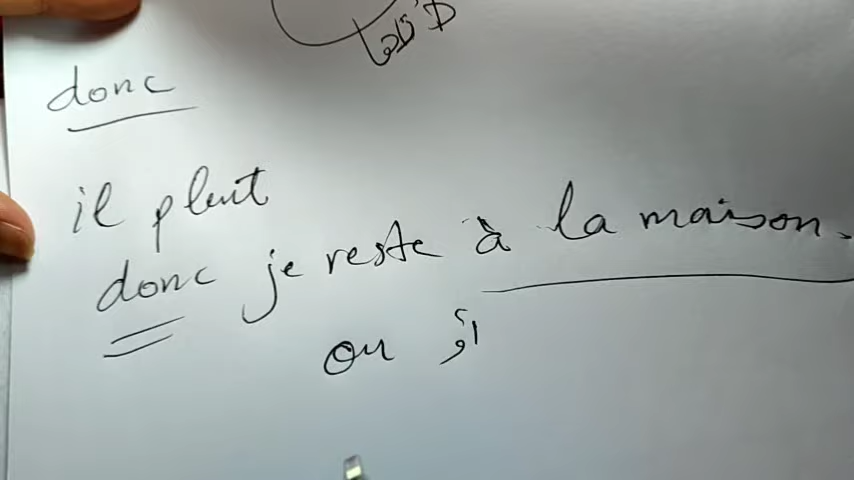 donc
il pleut
donc je reste à la maison.
ou أو